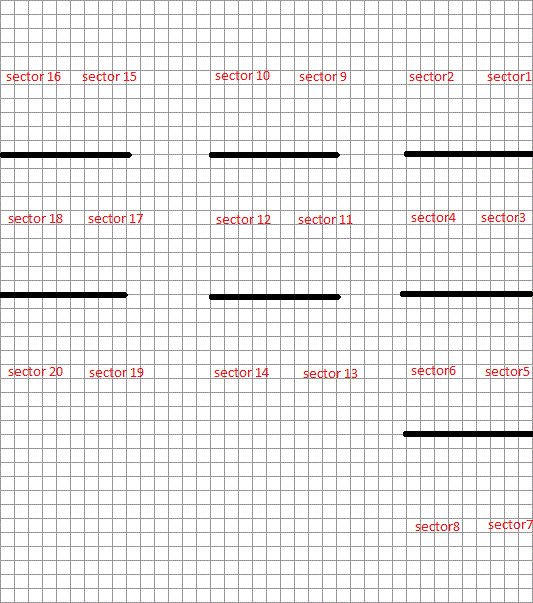 sector 16 sector 15 sector 10 sector 9 sector2 sector1
sector 18 sector 17 sector 12 sector 11 sector4 sector3
sector 20 sector 19 sector 14 sector 13 sector6 sector5
sector8 sector7